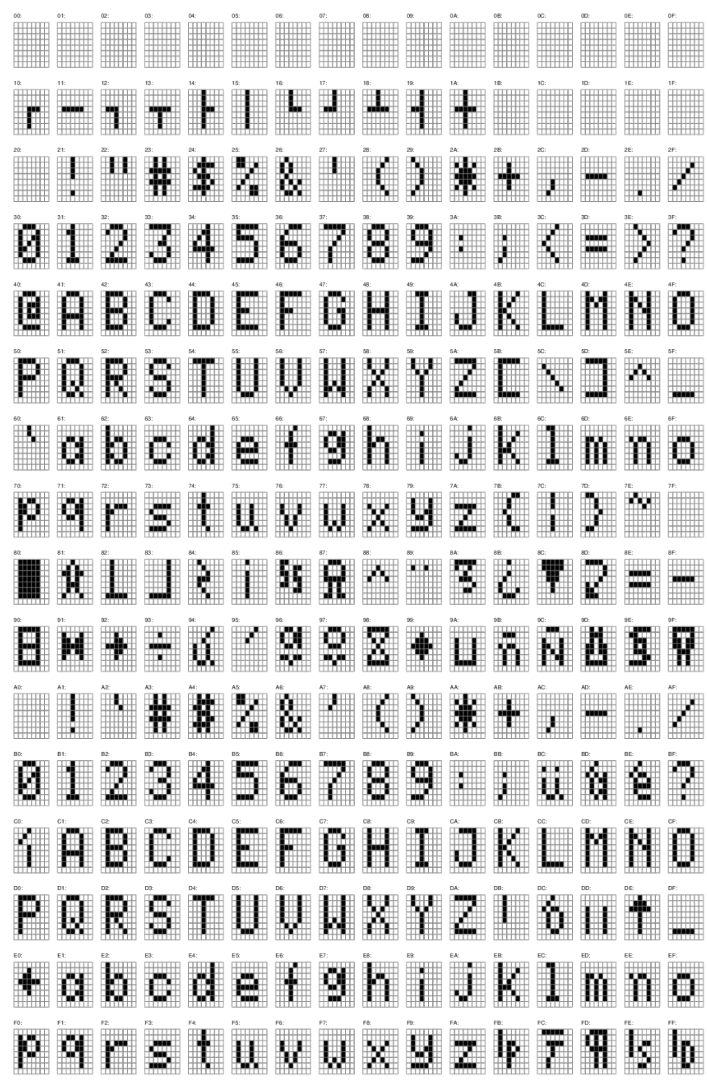 00: 01: 02: 03: 04: 05: 06: 07: 08: 09: 0A: 0B: 0C: 0D: 0E: 0F:
10: 11: 12: 13: 14: 15: 16: 17: 18: 19: 1A: 1B: 1C: 1D: 1E: 1F:
┌ ─ ┐ ┬ ├ │ └ ┘ ┴ ┤ ┼
20: 21: 22: 23: 24: 25: 26: 27: 28: 29: 2A: 2B: 2C: 2D: 2E: 2F:
! " # $ % & ' ( ) * + , - . /
30: 31: 32: 33: 34: 35: 36: 37: 38: 39: 3A: 3B: 3C: 3D: 3E: 3F:
0 1 2 3 4 5 6 7 8 9 : ; < = > ?
40: 41: 42: 43: 44: 45: 46: 47: 48: 49: 4A: 4B: 4C: 4D: 4E: 4F:
@ A B C D E F G H I J K L M N O
50: 51: 52: 53: 54: 55: 56: 57: 58: 59: 5A: 5B: 5C: 5D: 5E: 5F:
P Q R S T U V W X Y Z [ \ ] ^ _
60: 61: 62: 63: 64: 65: 66: 67: 68: 69: 6A: 6B: 6C: 6D: 6E: 6F:
` a b c d e f g h i j k l m n o
70: 71: 72: 73: 74: 75: 76: 77: 78: 79: 7A: 7B: 7C: 7D: 7E: 7F:
p q r s t u v w x y z { ¦ } ~
80: 81: 82: 83: 84: 85: 86: 87: 88: 89: 8A: 8B: 8C: 8D: 8E: 8F:
█ ^ ¨ ¿ = -
90: 91: 92: 93: 94: 95: 96: 97: 98: 99: 9A: 9B: 9C: 9D: 9E: 9F:
÷ ´ u ñ Ñ
A0: A1: A2: A3: A4: A5: A6: A7: A8: A9: AA: AB: AC: AD: AE: AF:
! ` # % & ' ( ) * + , - . /
B0: B1: B2: B3: B4: B5: B6: B7: B8: B9: BA: BB: BC: BD: BE: BF:
0 1 2 3 4 5 6 7 8 9 : ; ü è ?
C0: C1: C2: C3: C4: C5: C6: C7: C8: C9: CA: CB: CC: CD: CE: CF:
A B C D E F G H I J K L M N O
D0: D1: D2: D3: D4: D5: D6: D7: D8: D9: DA: DB: DC: DD: DE: DF:
P Q R S T U V W X Y Z ↑ _
E0: E1: E2: E3: E4: E5: E6: E7: E8: E9: EA: EB: EC: ED: EE: EF:
a b c d e f g h i j k l m n o
F0: F1: F2: F3: F4: F5: F6: F7: F8: F9: FA: FB: FC: FD: FE: FF:
p q r s t u v w x y z